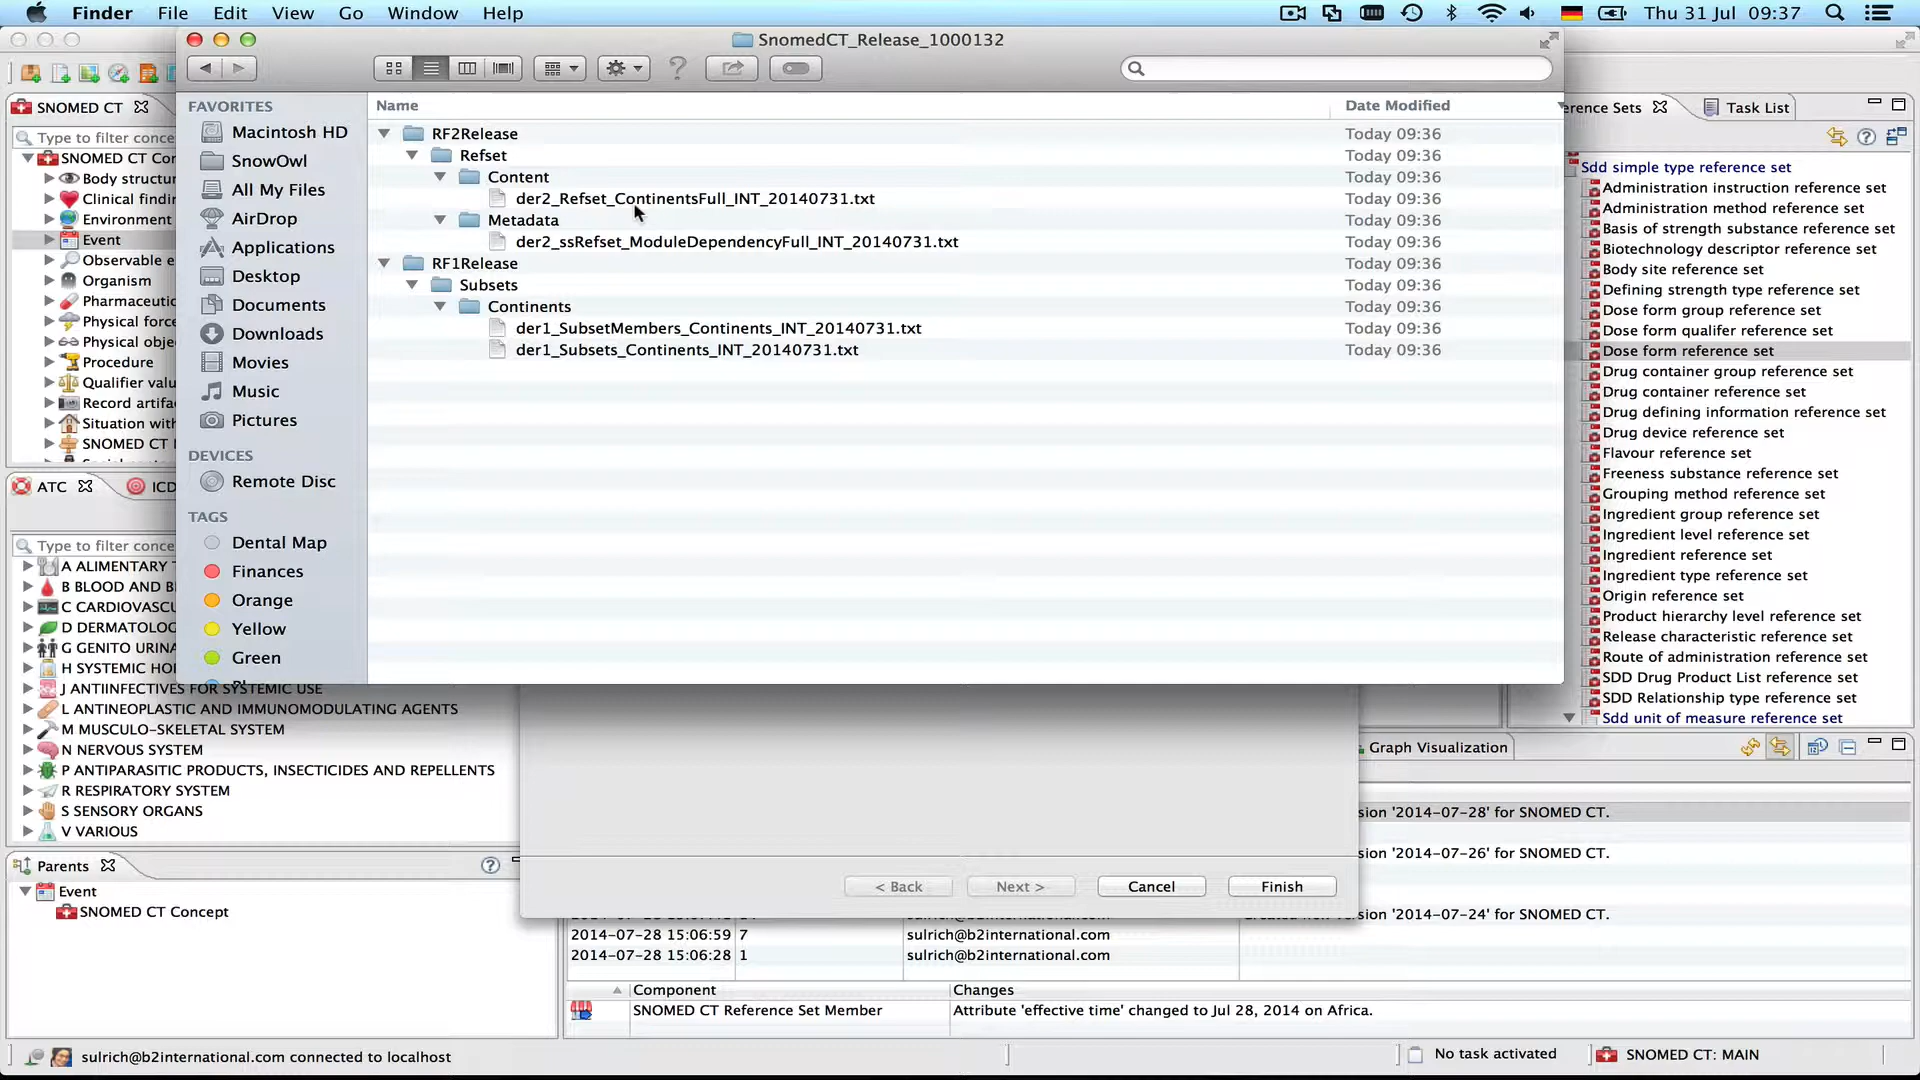 Finder File Edit View Go Window Help
Thu 31 Jul 09:37
SnomedCT_Release_1000132
FAVORITES
Macintosh HD
SnowOwl
All My Files
AirDrop
Applications
Desktop
Documents
Downloads
Movies
Music
Pictures
DEVICES
Remote Disc
TAGS
Dental Map
Finances
Orange
Yellow
Green
Name Date Modified
RF2Release Today 09:36
Refset Today 09:36
Content Today 09:36
der2_Refset_ContinentsFull_INT_20140731.txt Today 09:36
Metadata Today 09:36
der2_ssRefset_ModuleDependencyFull_INT_20140731.txt Today 09:36
RF1Release Today 09:36
Subsets Today 09:36
Continents Today 09:36
der1_SubsetMembers_Continents_INT_20140731.txt Today 09:36
der1_Subsets_Continents_INT_20140731.txt Today 09:36
SNOMED CT
Type to filter conce
SNOMED CT Con
Body structur
Clinical findin
Environment
Event
Observable e
Organism
Pharmaceutic
Physical force
Physical obje
Procedure
Qualifier valu
Record artifa
Situation with
SNOMED CT
ATC ICD
Type to filter conce
A ALIMENTARY T
B BLOOD AND B
C CARDIOVASCU
D DERMATOLOG
G GENITO URINA
H SYSTEMIC HO
J ANTIINFECTIVES FOR SYSTEMIC USE
L ANTINEOPLASTIC AND IMMUNOMODULATING AGENTS
M MUSCULO-SKELETAL SYSTEM
N NERVOUS SYSTEM
P ANTIPARASITIC PRODUCTS, INSECTICIDES AND REPELLENTS
R RESPIRATORY SYSTEM
S SENSORY ORGANS
V VARIOUS
Parents
Event
SNOMED CT Concept
erence Sets Task List
Sdd simple type reference set
Administration instruction reference set
Administration method reference set
Basis of strength substance reference set
Biotechnology descriptor reference set
Body site reference set
Defining strength type reference set
Dose form group reference set
Dose form qualifer reference set
Dose form reference set
Drug container group reference set
Drug container reference set
Drug defining information reference set
Drug device reference set
Flavour reference set
Freeness substance reference set
Grouping method reference set
Ingredient group reference set
Ingredient level reference set
Ingredient reference set
Ingredient type reference set
Origin reference set
Product hierarchy level reference set
Release characteristic reference set
Route of administration reference set
SDD Drug Product List reference set
SDD Relationship type reference set
Sdd unit of measure reference set
Graph Visualization
sion '2014-07-28' for SNOMED CT.
sion '2014-07-26' for SNOMED CT.
< Back Next > Cancel Finish
Created new version '2014-07-24' for SNOMED CT.
2014-07-28 15:06:59 7 sulrich@b2international.com
2014-07-28 15:06:28 1 sulrich@b2international.com
Component Changes
SNOMED CT Reference Set Member Attribute 'effective time' changed to Jul 28, 2014 on Africa.
sulrich@b2international.com connected to localhost
No task activated
SNOMED CT: MAIN